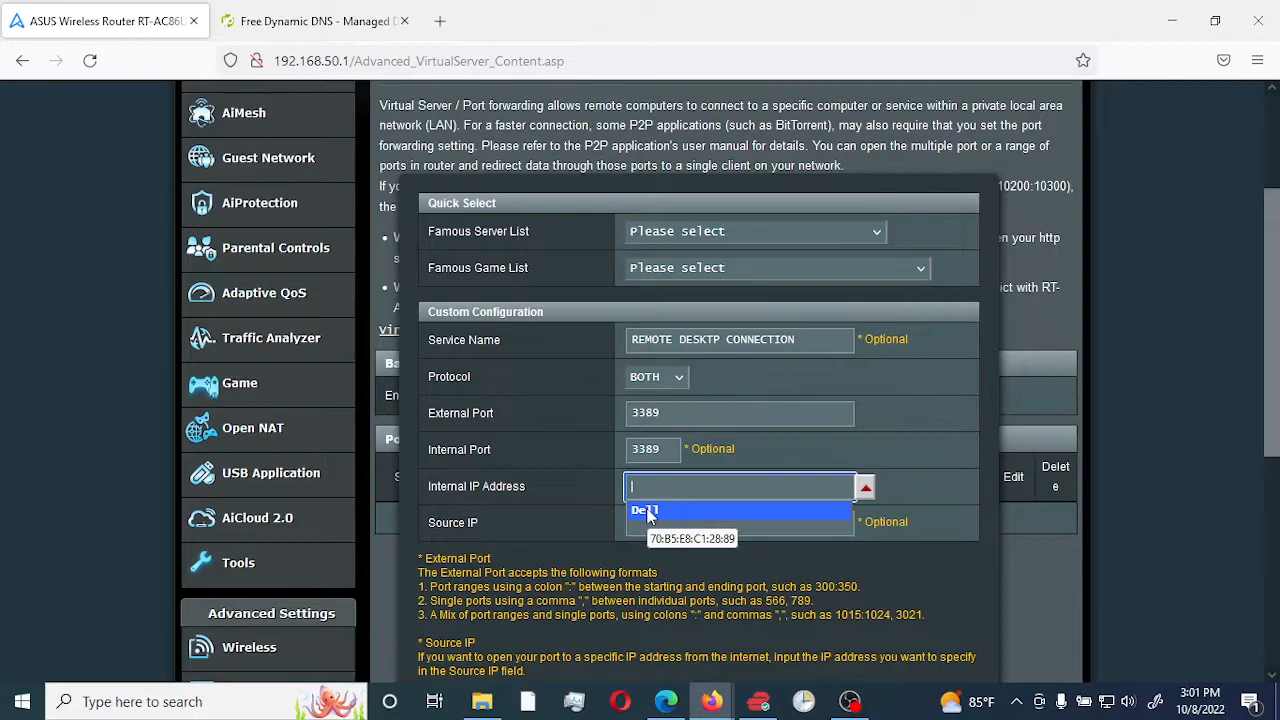 ASUS Wireless Router RT-AC86U
Free Dynamic DNS - Managed D
192.168.50.1/Advanced_VirtualServer_Content.asp
AiMesh
Guest Network
AiProtection
Parental Controls
Adaptive QoS
Traffic Analyzer
Game
Open NAT
USB Application
AiCloud 2.0
Tools
Advanced Settings
Wireless
Virtual Server / Port forwarding allows remote computers to connect to a specific computer or service within a private local area
network (LAN). For a faster connection, some P2P applications (such as BitTorrent), may also require that you set the port
forwarding setting. Please refer to the P2P application's user manual for details. You can open the multiple port or a range of
ports in router and redirect data through those ports to a single client on your network.
If yo
10200:10300),
the
W
en your http
s
W
ct with RT-
A
Virt
Ba
En
Po
S
Edit
Delet
e
Quick Select
Famous Server List
Please select
Famous Game List
Please select
Custom Configuration
Service Name
REMOTE DESKTP CONNECTION
* Optional
Protocol
BOTH
External Port
3389
Internal Port
3389
* Optional
Internal IP Address
Dell
70:B5:E8:C1:28:89
Source IP
* Optional
* External Port
The External Port accepts the following formats
1. Port ranges using a colon ":" between the starting and ending port, such as 300:350.
2. Single ports using a comma "," between individual ports, such as 566, 789.
3. A Mix of port ranges and single ports, using colons ":" and commas ",", such as 1015:1024, 3021.
* Source IP
If you want to open your port to a specific IP address from the internet, input the IP address you want to specify
in the Source IP field.
Type here to search
85°F
3:01 PM
10/8/2022
1